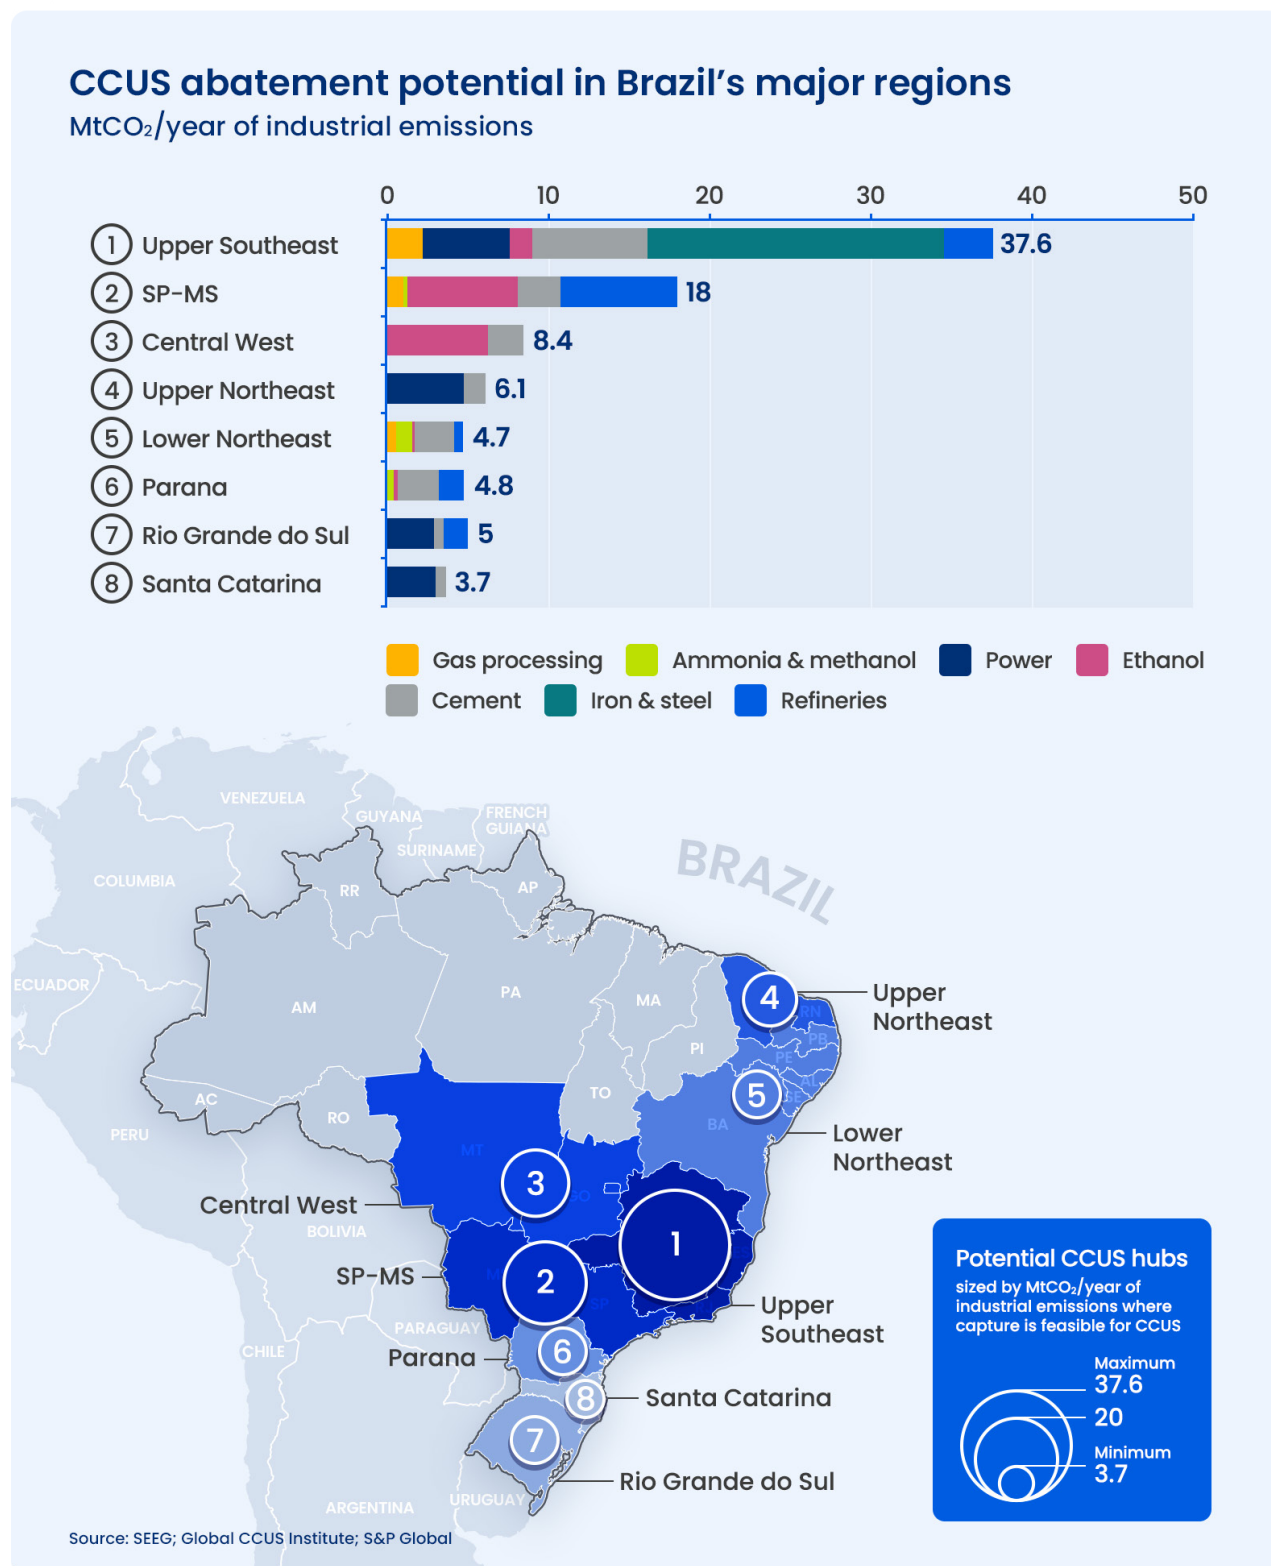 CCUS abatement potential in Brazil's major regions
MtCO₂/year of industrial emissions
0 10 20 30 40 50
1 Upper Southeast 37.6
2 SP-MS 18
3 Central West 8.4
4 Upper Northeast 6.1
5 Lower Northeast 4.7
6 Parana 4.8
7 Rio Grande do Sul 5
8 Santa Catarina 3.7
Gas processing Ammonia & methanol Power Ethanol
Cement Iron & steel Refineries
VENEZUELA
GUYANA
FRENCH
GUIANA
SURINAME
COLUMBIA
RR
AP
BRAZIL
ECUADOR
AM
PA
MA
PI
4
Upper
Northeast
RN
PB
PE
AL
SE
5
BA
TO
AC
RO
PERU
Lower
Northeast
MT
3
GO
Central West
BOLIVIA
1
SP-MS
2
SP
Upper
Southeast
PARAGUAY
CHILE
Parana
6
8
Santa Catarina
7
Rio Grande do Sul
URUGUAY
ARGENTINA
Potential CCUS hubs
sized by MtCO₂/year of
industrial emissions where
capture is feasible for CCUS
Maximum
37.6
20
Minimum
3.7
Source: SEEG; Global CCUS Institute; S&P Global